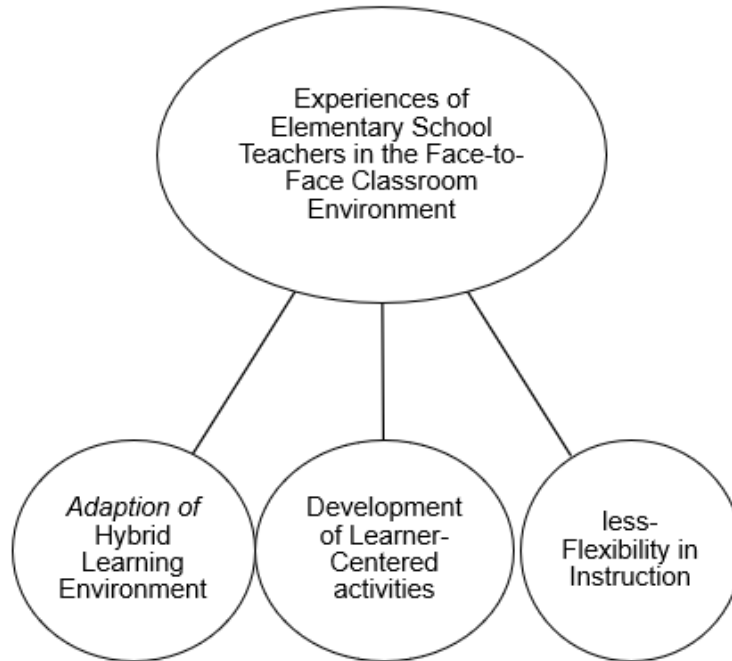 Experiences of
Elementary School
Teachers in the Face-to-
Face Classroom
Environment
Adaption of
Hybrid
Learning
Environment
Development
of Learner-
Centered
activities
less-
Flexibility in
Instruction